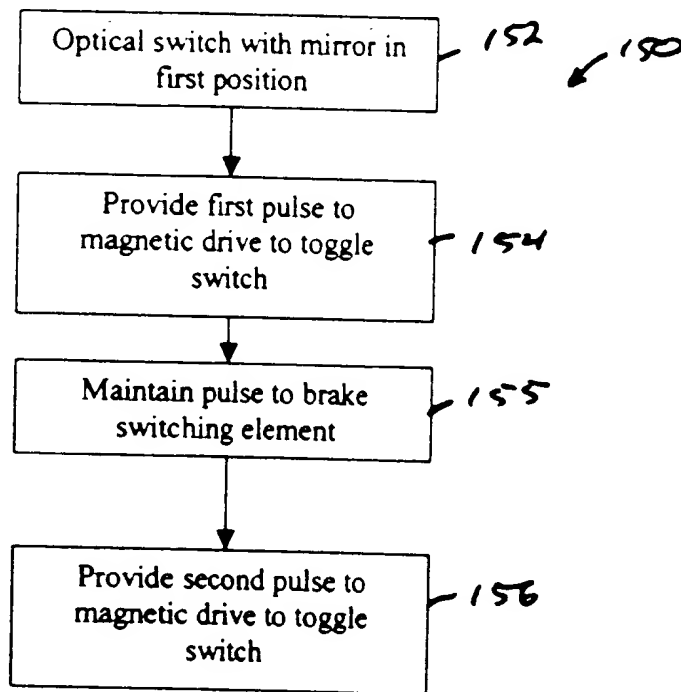 Optical switch with mirror in
first position
152
150
Provide first pulse to
magnetic drive to toggle
switch
154
Maintain pulse to brake
switching element
155
Provide second pulse to
magnetic drive to toggle
switch
156